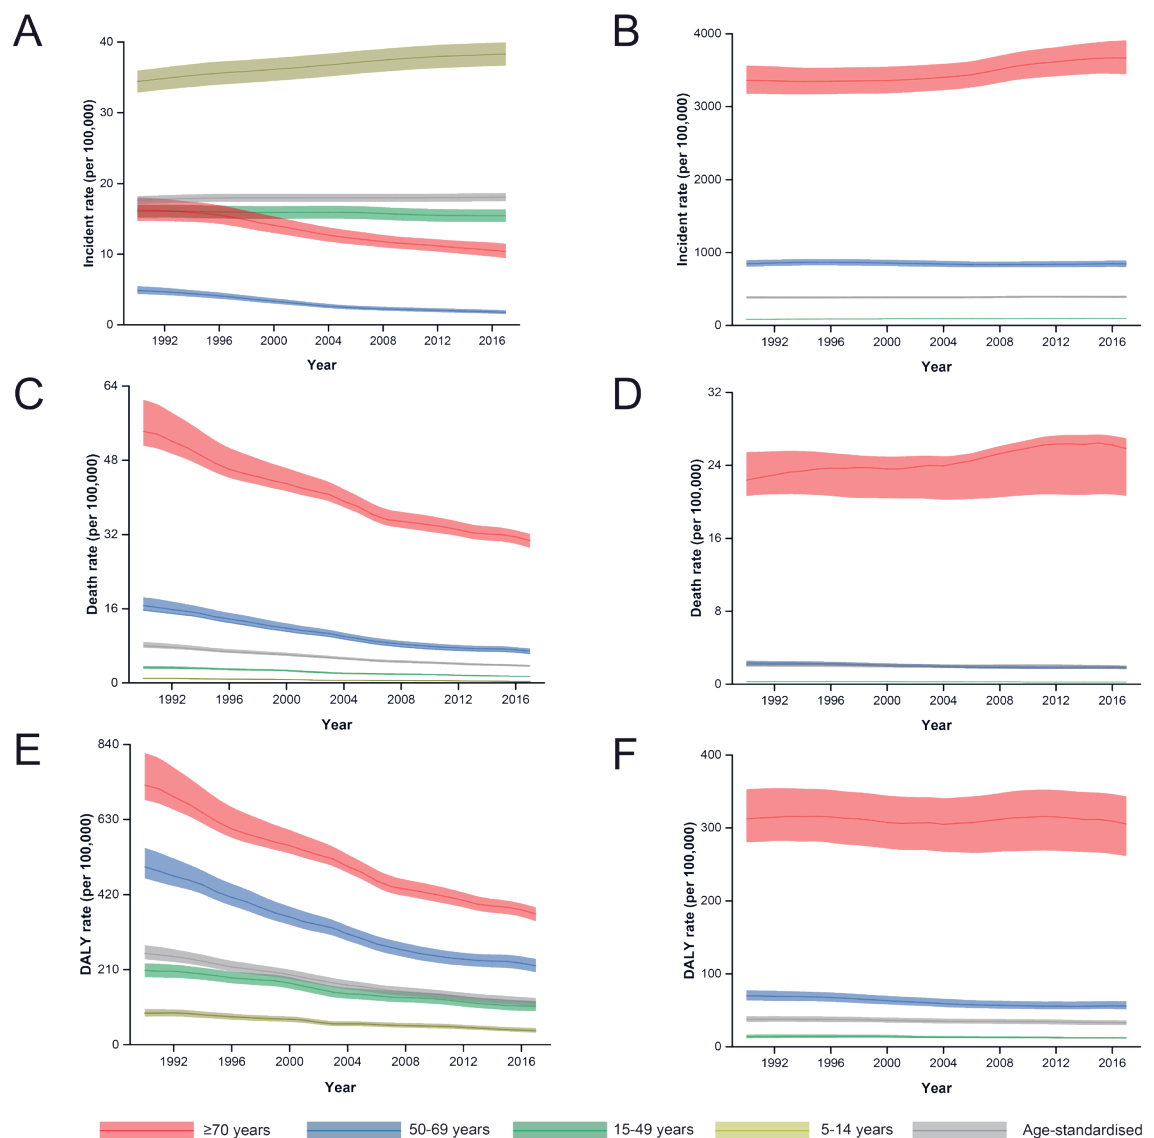 A
Incident rate (per 100,000)
40
30
20
10
0
1992 1996 2000 2004 2008 2012 2016
Year
B
Incident rate (per 100,000)
4000
3000
2000
1000
0
1992 1996 2000 2004 2008 2012 2016
Year
C
Death rate (per 100,000)
64
48
32
16
0
1992 1996 2000 2004 2008 2012 2016
Year
D
Death rate (per 100,000)
32
24
16
8
0
1992 1996 2000 2004 2008 2012 2016
Year
E
DALY rate (per 100,000)
840
630
420
210
0
1992 1996 2000 2004 2008 2012 2016
Year
F
DALY rate (per 100,000)
400
300
200
100
0
1992 1996 2000 2004 2008 2012 2016
Year
≥70 years 50-69 years 15-49 years 5-14 years Age-standardised